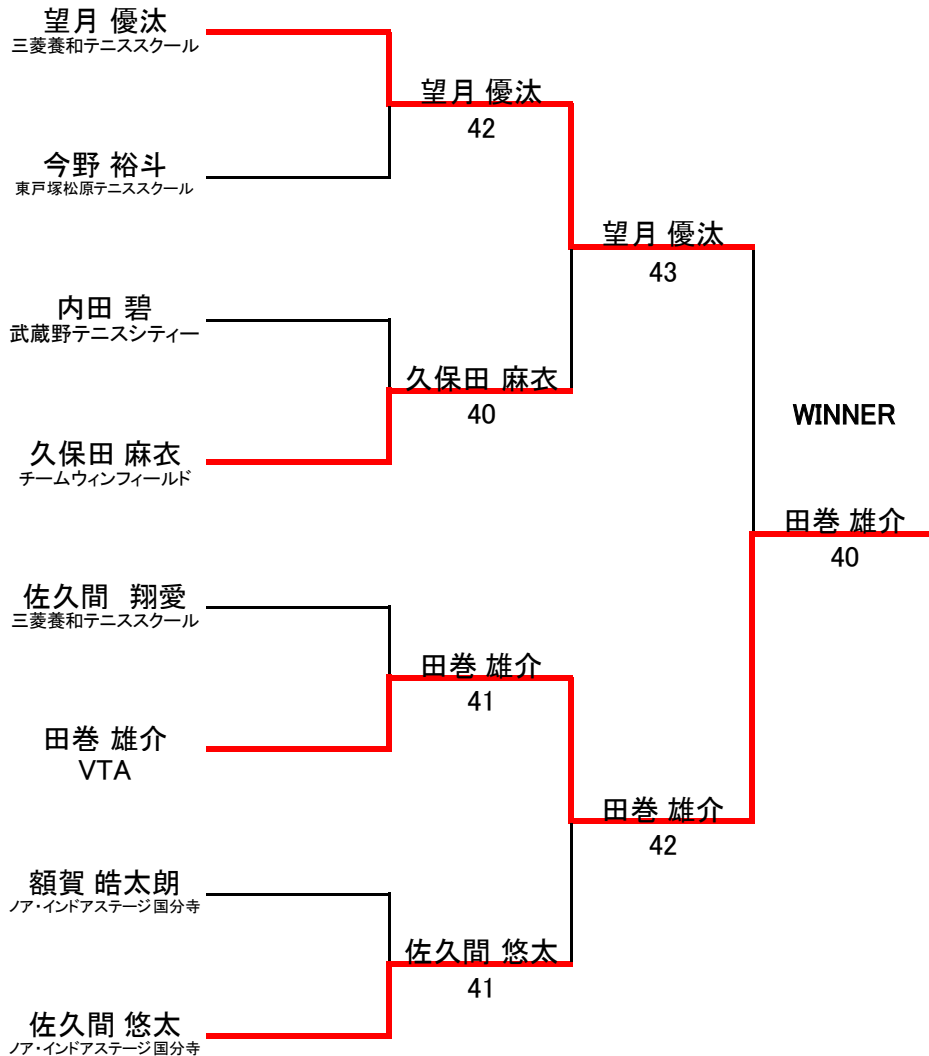 望月 優汰
三菱養和テニススクール
望月 優汰
42
今野 裕斗
東戸塚松原テニススクール
望月 優汰
43
内田 碧
武蔵野テニスシティー
久保田 麻衣
40
WINNER
久保田 麻衣
チームウィンフィールド
田巻 雄介
40
佐久間　翔愛
三菱養和テニススクール
田巻 雄介
41
田巻 雄介
VTA
田巻 雄介
42
額賀 皓太朗
ノア・インドアステージ国分寺
佐久間 悠太
41
佐久間 悠太
ノア・インドアステージ国分寺